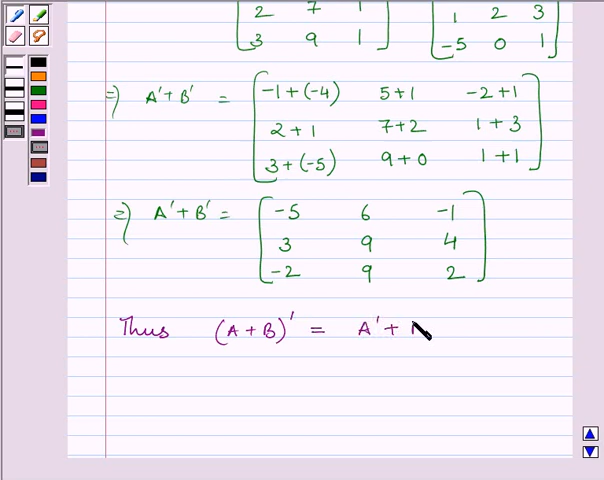 2 7 1 1 2 3
3 9 1 -5 0 1
=) A'+B' = -1+(-4) 5+1 -2+1
2+1 7+2 1+3
3+(-5) 9+0 1+1
=) A'+B' = -5 6 -1
3 9 4
-2 9 2
Thus (A+B)' = A'+